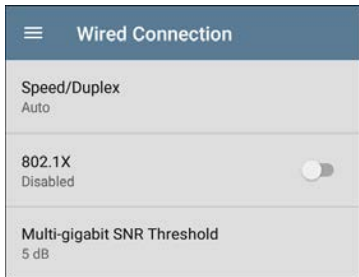 Wired Connection
Speed/Duplex
Auto
802.1X
Disabled
Multi-gigabit SNR Threshold
5 dB